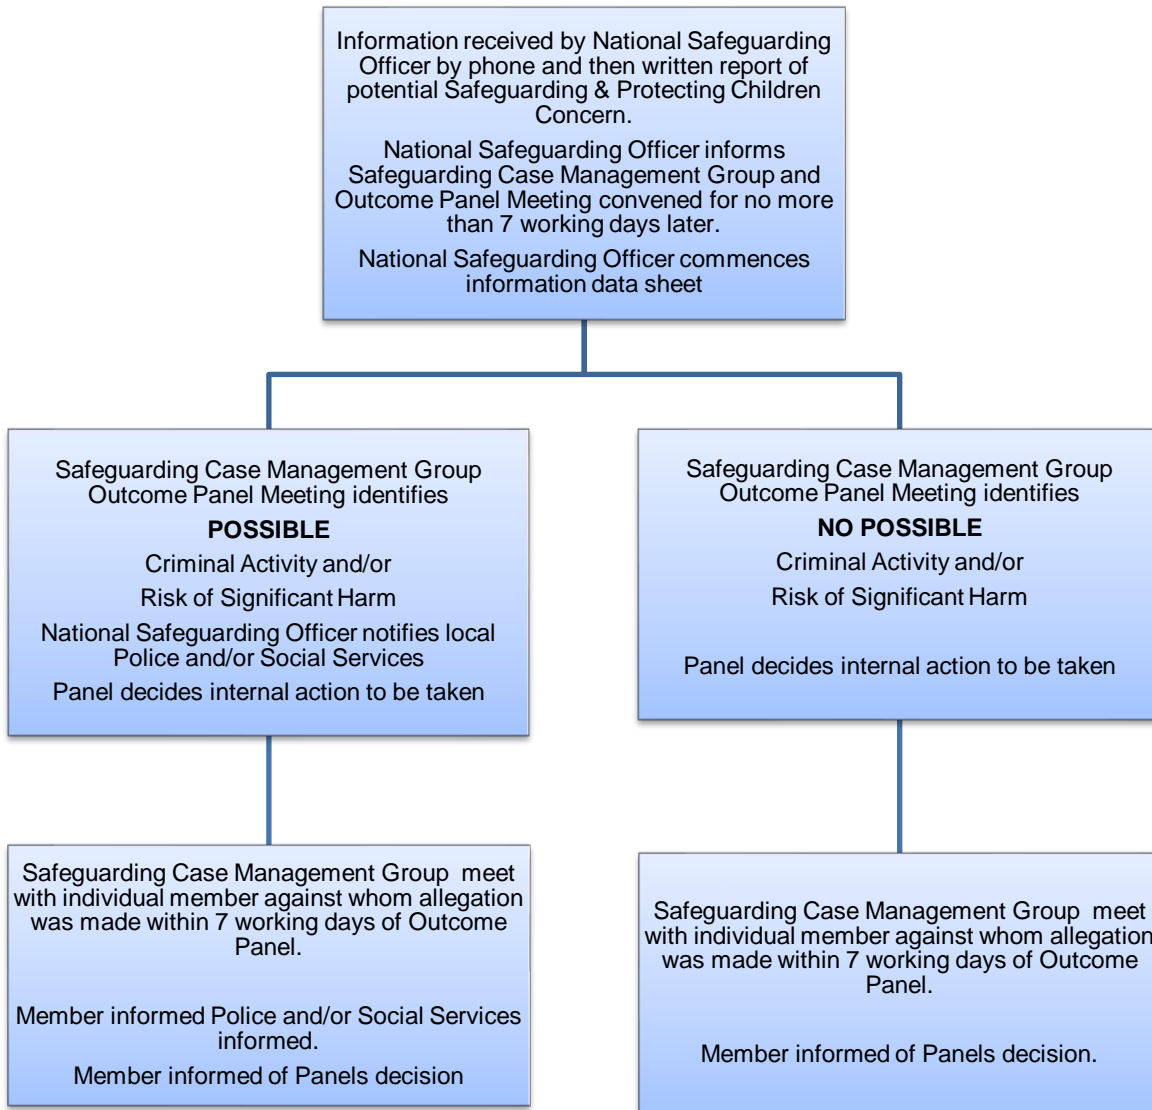 Information received by National Safeguarding
Officer by phone and then written report of
potential Safeguarding & Protecting Children
Concern.
National Safeguarding Officer informs
Safeguarding Case Management Group and
Outcome Panel Meeting convened for no more
than 7 working days later.
National Safeguarding Officer commences
information data sheet
Safeguarding Case Management Group
Outcome Panel Meeting identifies
POSSIBLE
Criminal Activity and/or
Risk of Significant Harm
National Safeguarding Officer notifies local
Police and/or Social Services
Panel decides internal action to be taken
Safeguarding Case Management Group
Outcome Panel Meeting identifies
NO POSSIBLE
Criminal Activity and/or
Risk of Significant Harm
Panel decides internal action to be taken
Safeguarding Case Management Group meet
with individual member against whom allegation
was made within 7 working days of Outcome
Panel.
Member informed Police and/or Social Services
informed.
Member informed of Panels decision
Safeguarding Case Management Group meet
with individual member against whom allegation
was made within 7 working days of Outcome
Panel.
Member informed of Panels decision.